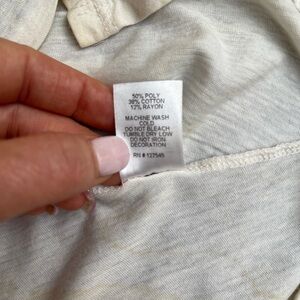 50% POLY
38% COTTON
12% RAYON
MACHINE WASH
COLD
DO NOT BLEACH
TUMBLE DRY LOW
DO NOT IRON
DECORATION
RN # 137545